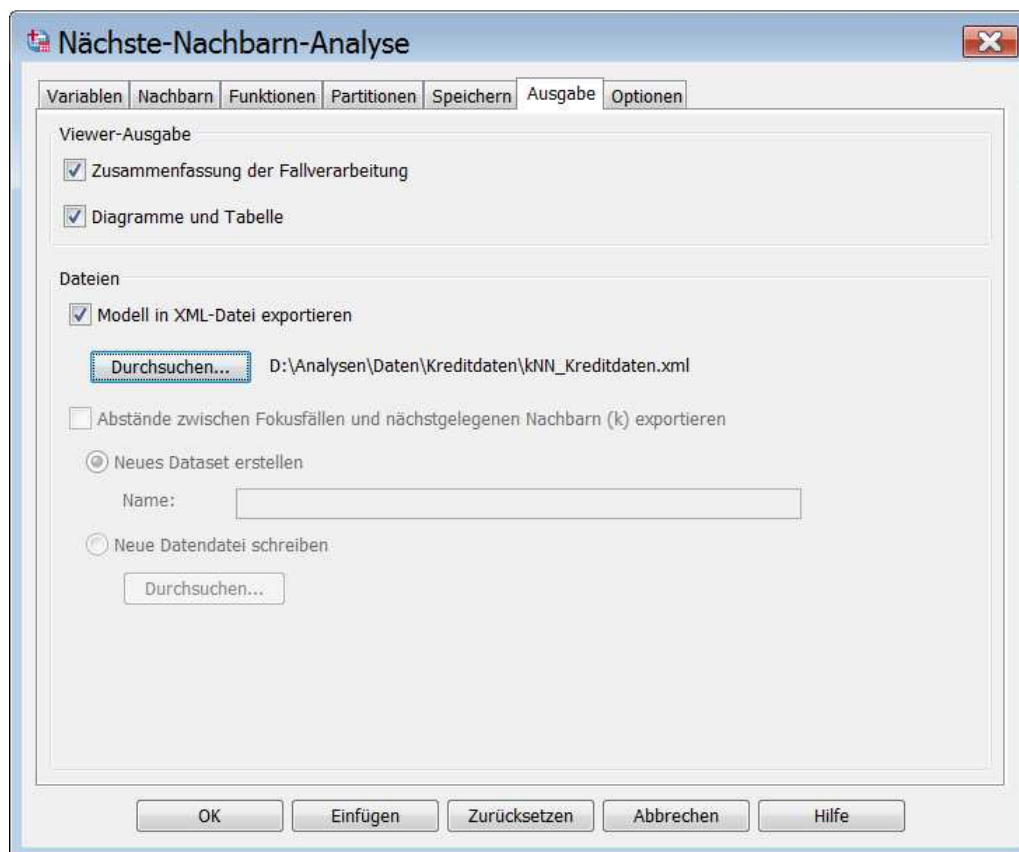 Nächste-Nachbarn-Analyse
Variablen Nachbarn Funktionen Partitionen Speichern Ausgabe Optionen
Viewer-Ausgabe
Zusammenfassung der Fallverarbeitung
Diagramme und Tabelle
Dateien
Modell in XML-Datei exportieren
Durchsuchen... D:\Analysen\Daten\Kreditdaten\kNN_Kreditdaten.xml
Abstände zwischen Fokusfällen und nächstgelegenen Nachbarn (k) exportieren
Neues Dataset erstellen
Name:
Neue Datendatei schreiben
Durchsuchen...
OK Einfügen Zurücksetzen Abbrechen Hilfe